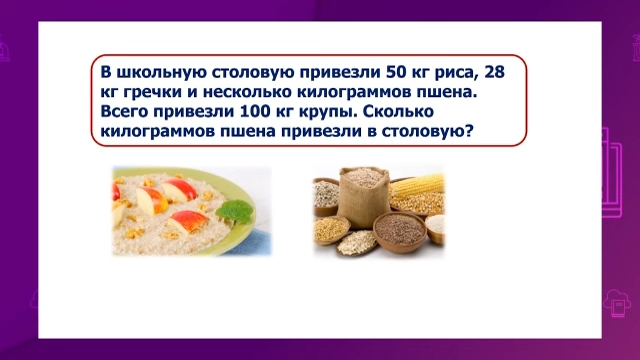 В школьную столовую привезли 50 кг риса, 28
кг гречки и несколько килограммов пшена.
Всего привезли 100 кг крупы. Сколько
килограммов пшена привезли в столовую?